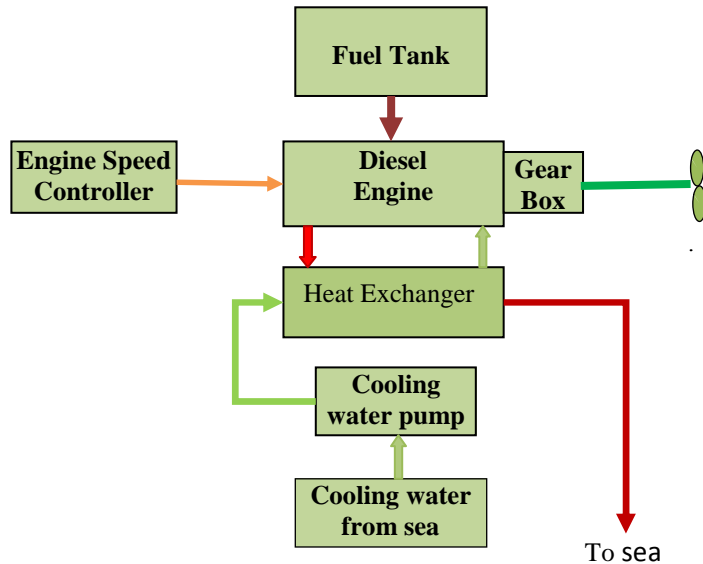 Fuel Tank
Engine Speed
Controller
Diesel
Engine
Gear
Box
.
Heat Exchanger
Cooling
water pump
Cooling water
from sea
To sea